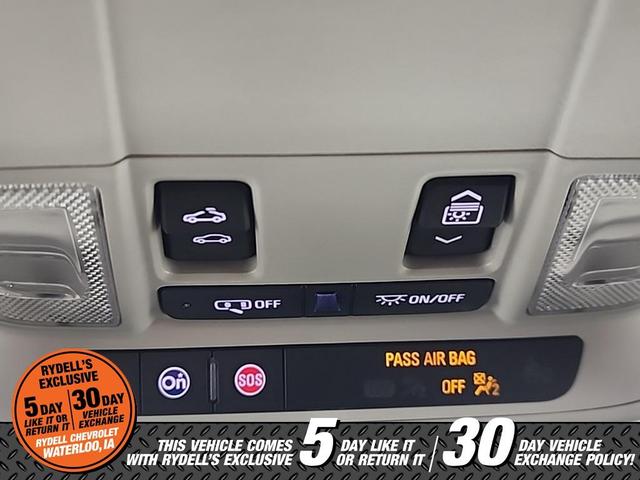 OFF
ON/OFF
On
SOS
PASS AIR BAG
OFF 2
RYDELL'S
EXCLUSIVE
5 DAY
LIKE IT OR
RETURN IT
30 DAY
VEHICLE
EXCHANGE
RYDELL CHEVROLET
WATERLOO, IA
THIS VEHICLE COMES
WITH RYDELL'S EXCLUSIVE
5 DAY LIKE IT
OR RETURN IT
30 DAY VEHICLE
EXCHANGE POLICY!